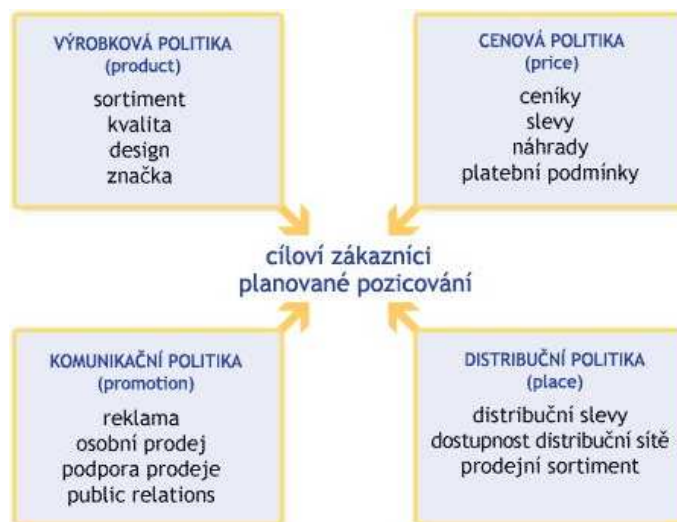 VÝROBKOVÁ POLITIKA
(product)
sortiment
kvalita
design
značka
CENOVÁ POLITIKA
(price)
ceníky
slevy
náhrady
platební podmínky
cíloví zákazníci
planované pozicování
KOMUNIKAČNÍ POLITIKA
(promotion)
reklama
osobní prodej
podpora prodeje
public relations
DISTRIBUČNÍ POLITIKA
(place)
distribuční slevy
dostupnost distribuční sítě
prodejní sortiment